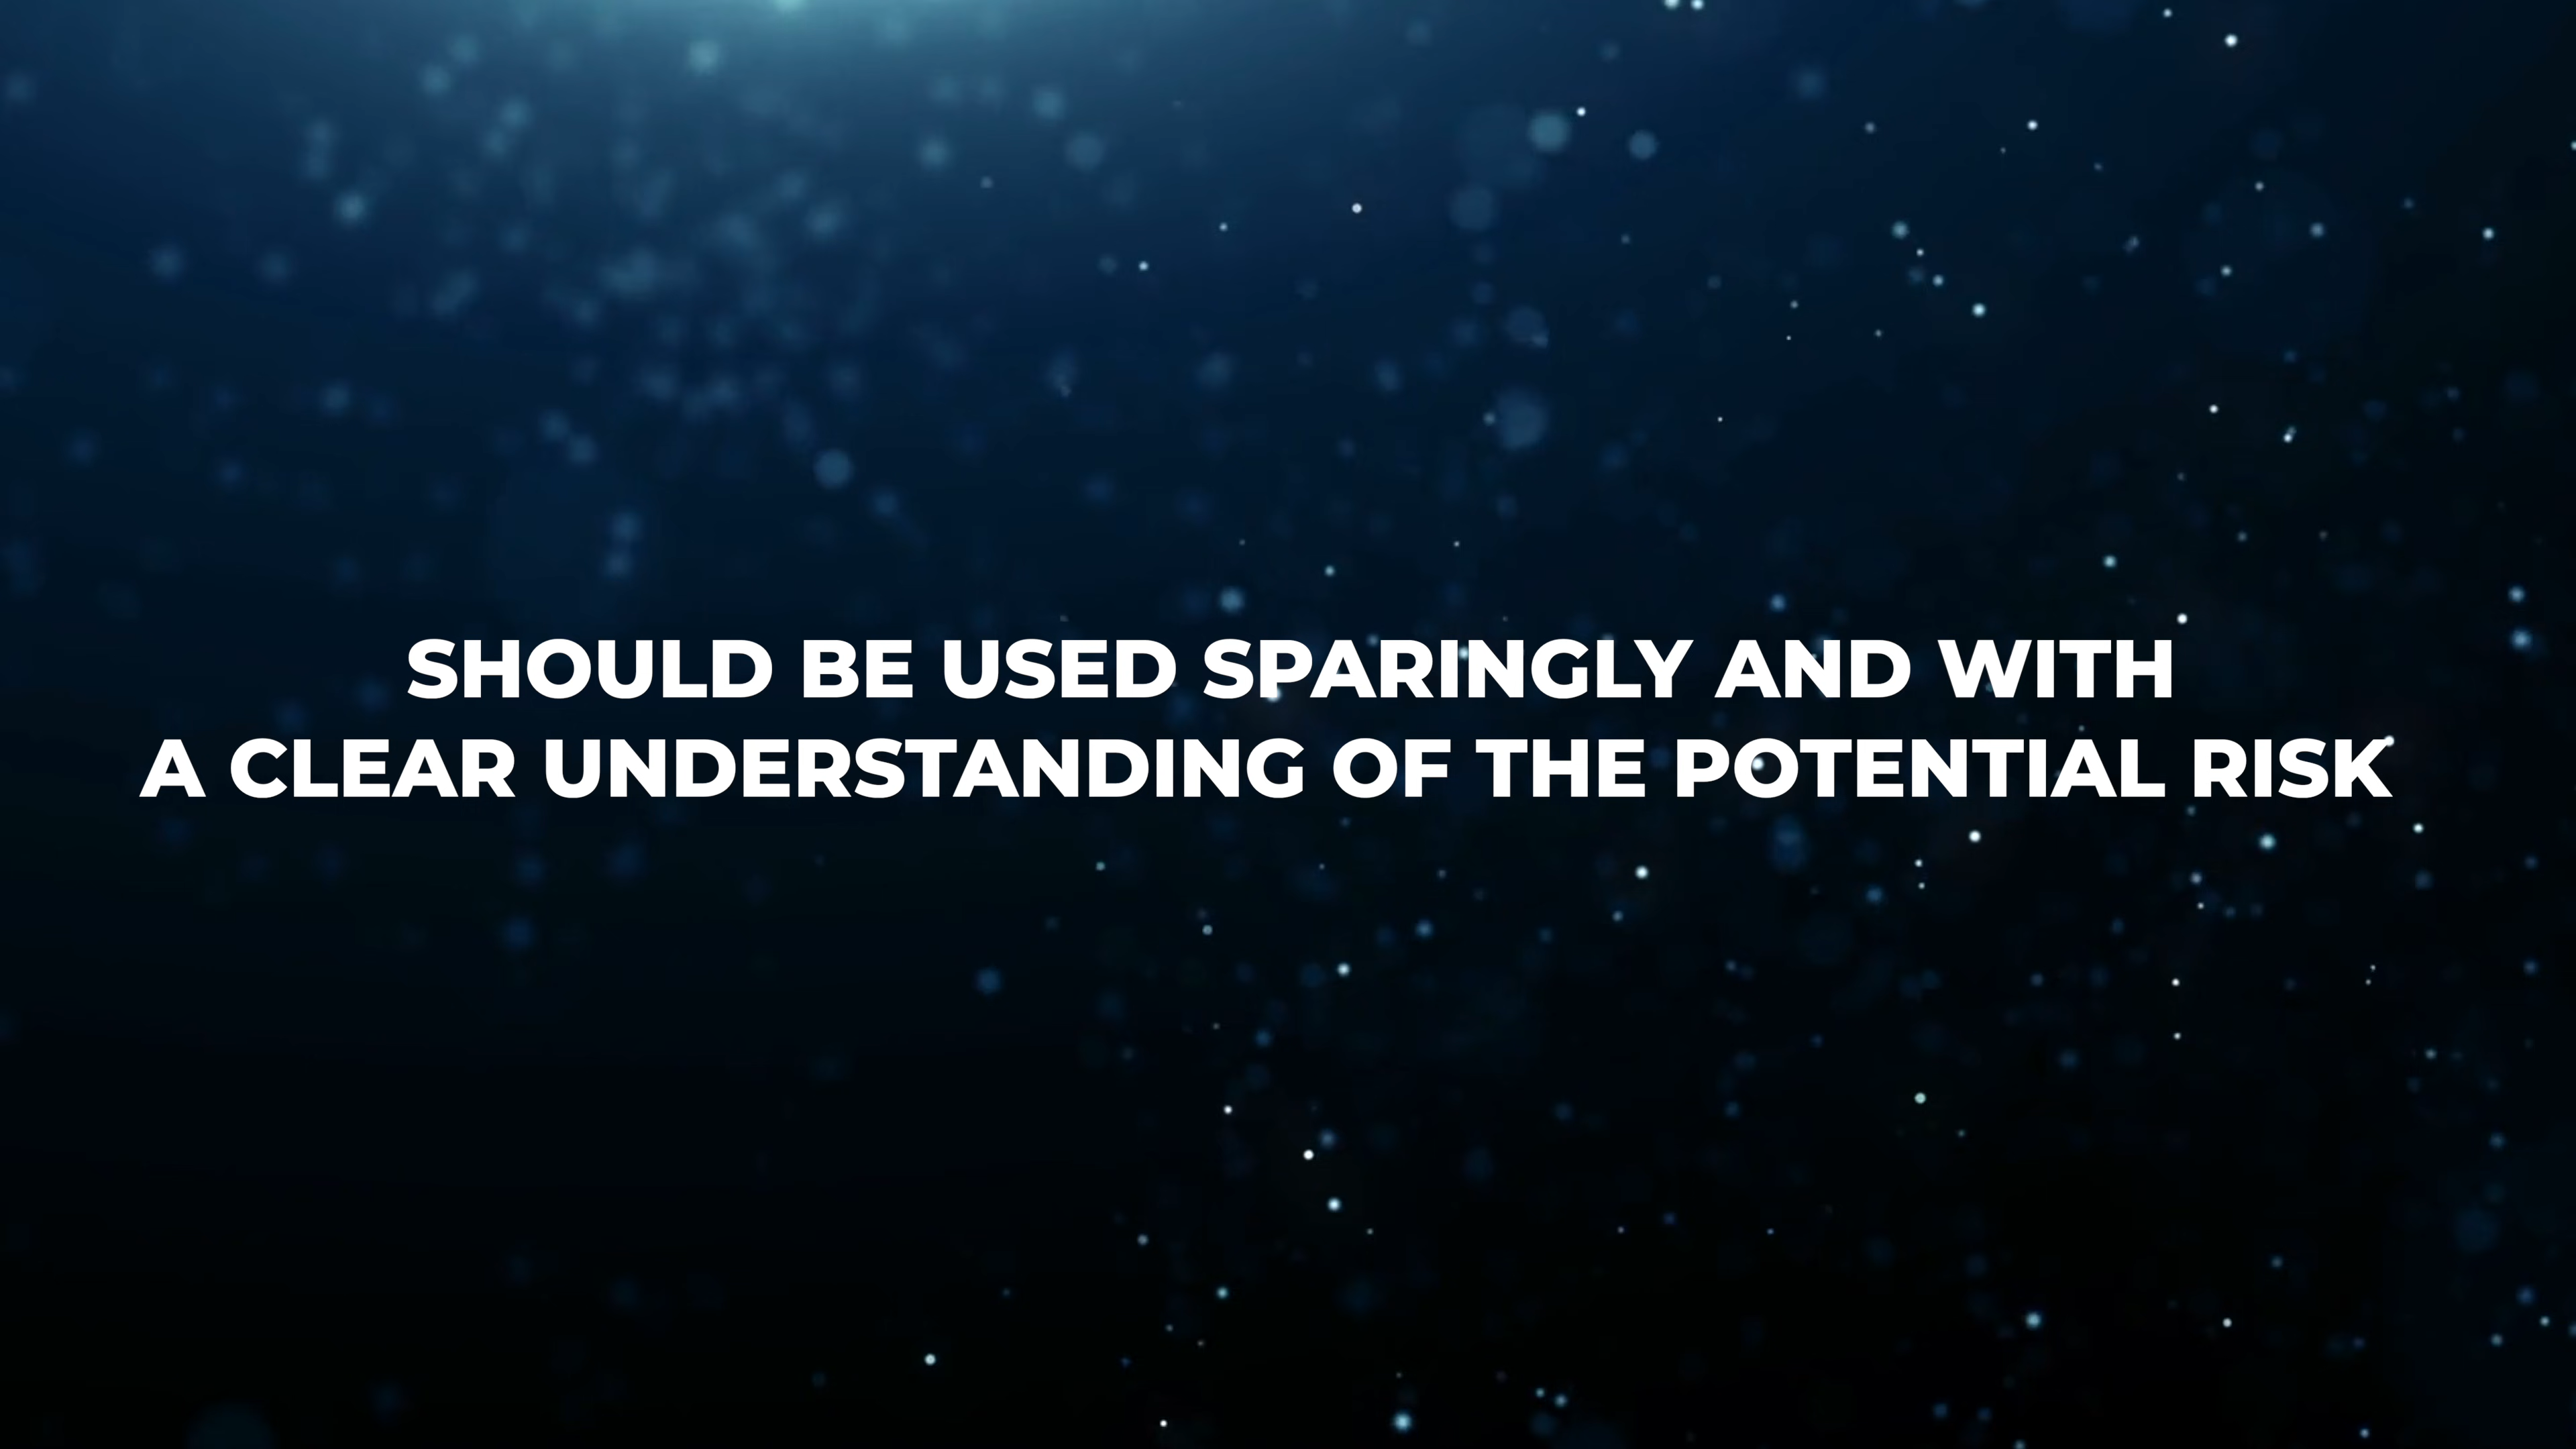 SHOULD BE USED SPARINGLY AND WITH
A CLEAR UNDERSTANDING OF THE POTENTIAL RISK